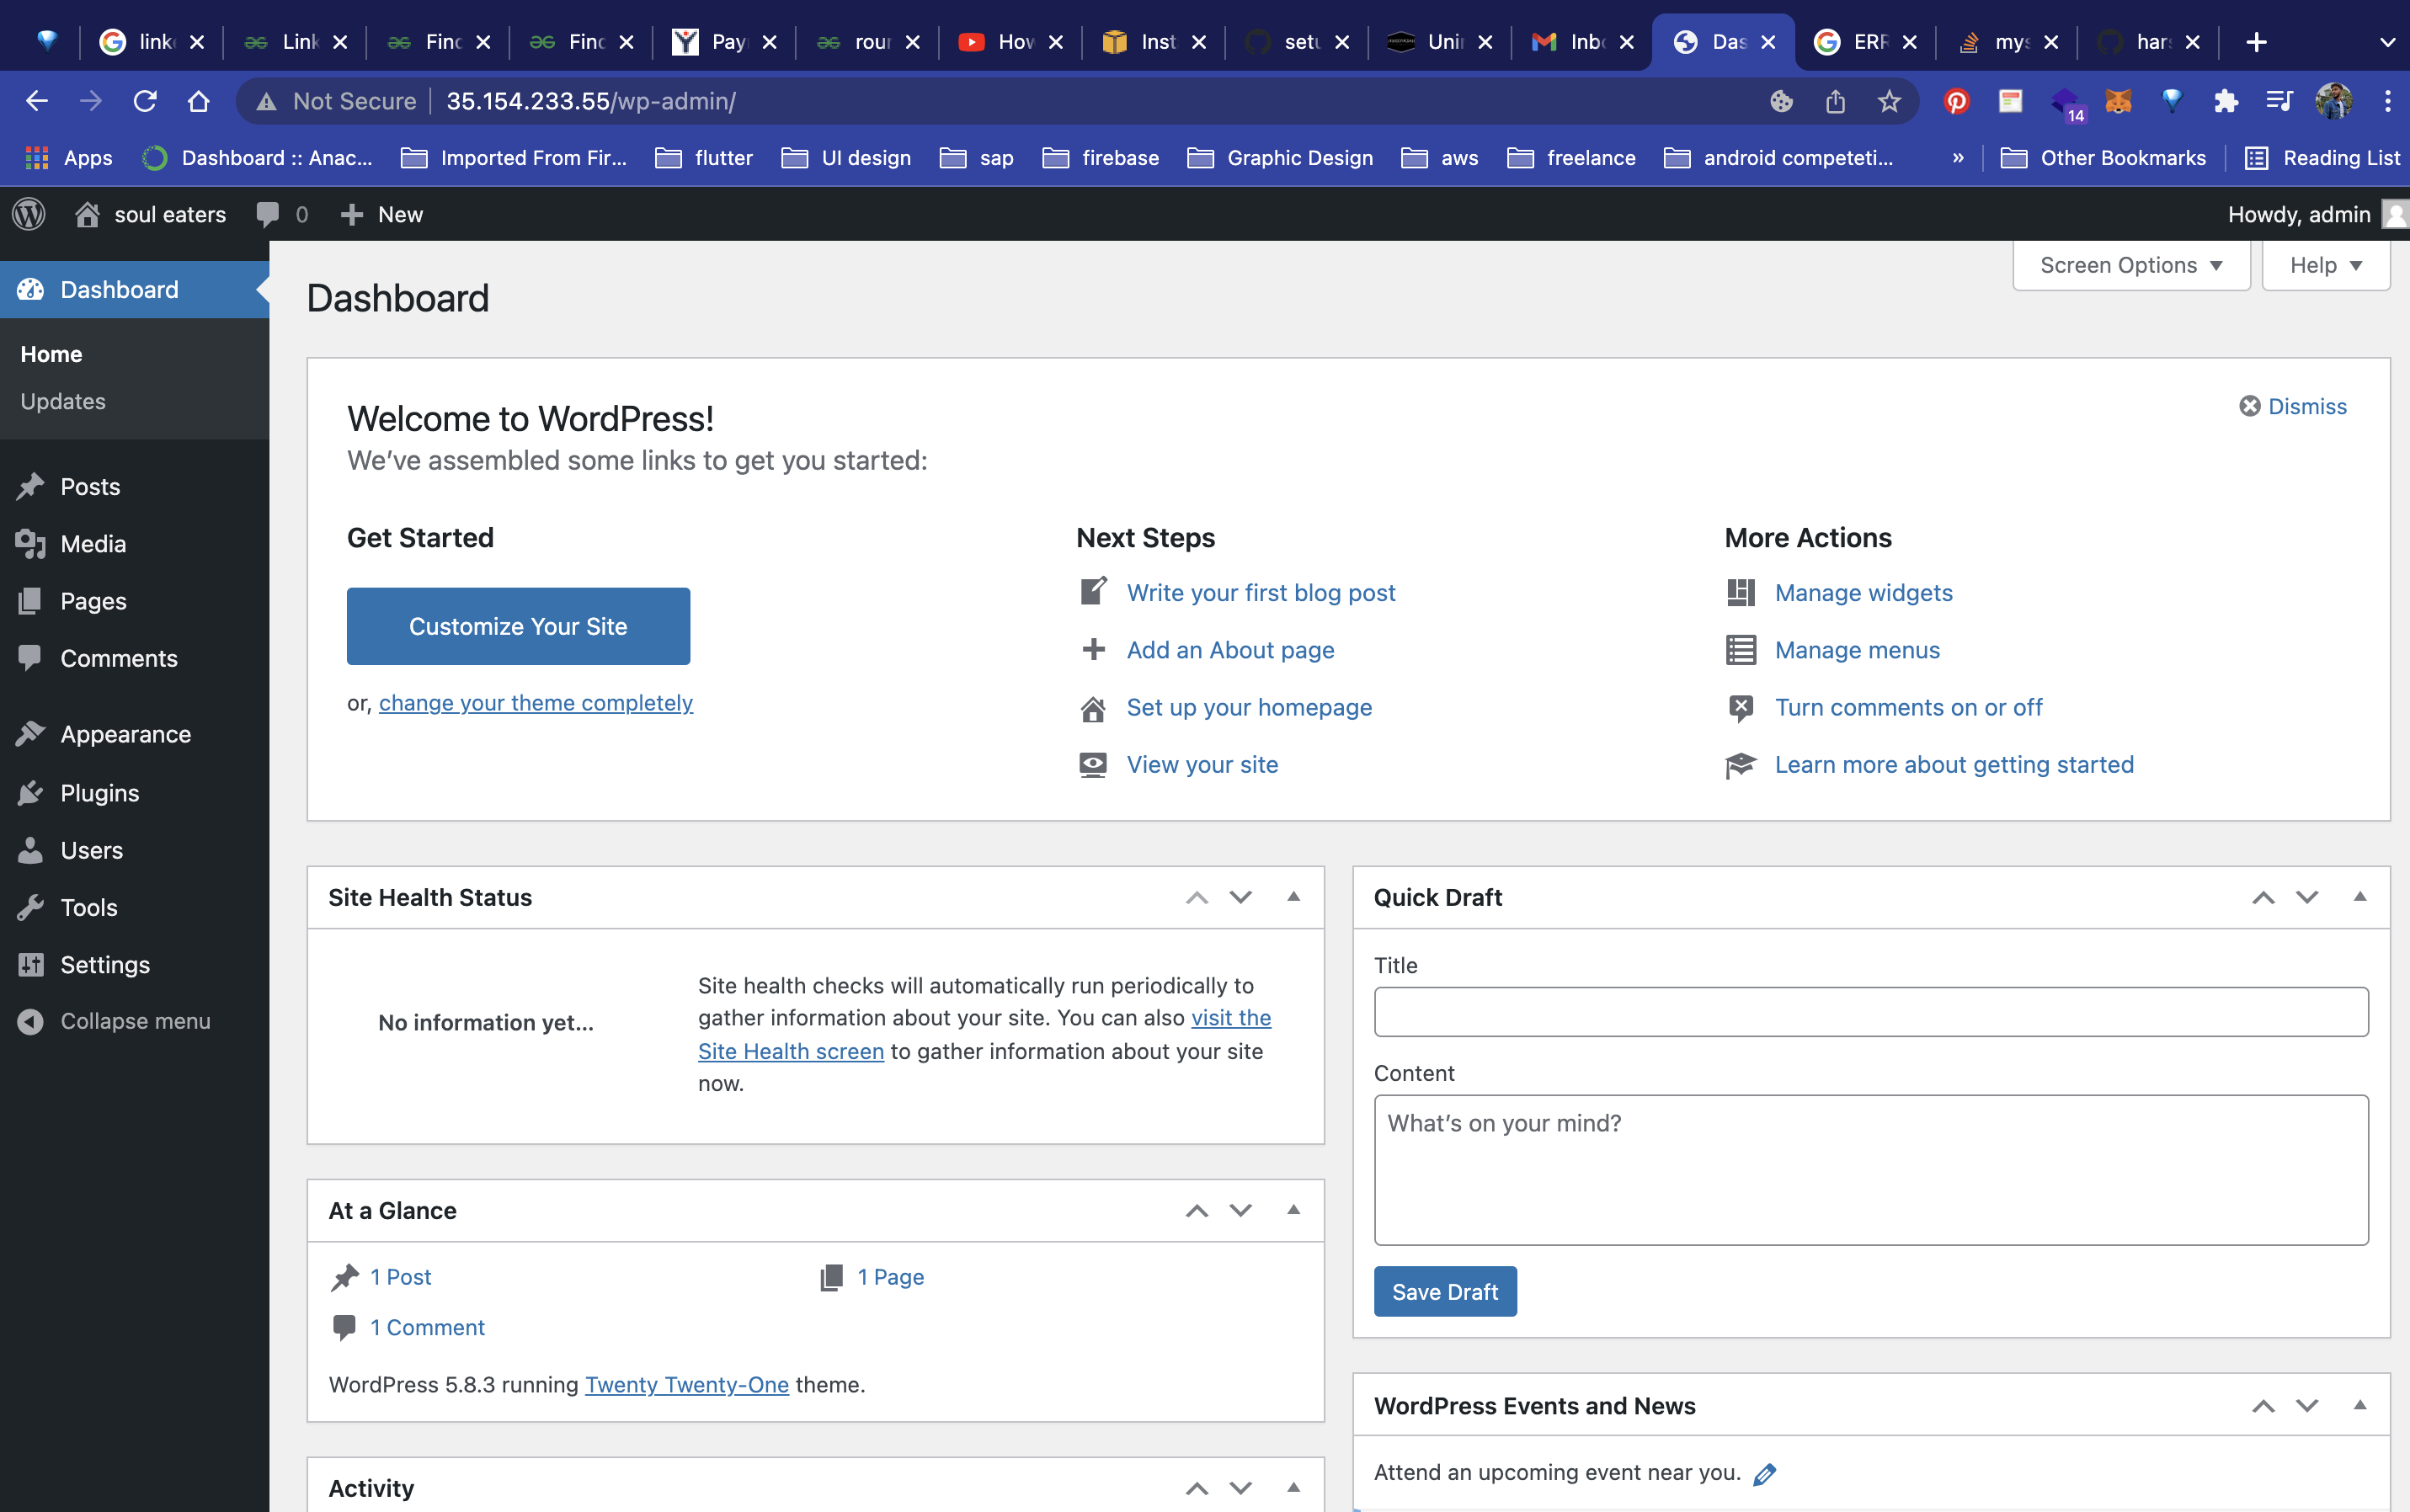 link
Link
Find
Find
Pay
rour
How
Inst
setu
Unin
Inbo
Das
ERR
mys
hars
Not Secure 35.154.233.55/wp-admin/
14
Apps Dashboard :: Anac... Imported From Fir... flutter UI design sap firebase Graphic Design aws freelance android competeti... » Other Bookmarks Reading List
soul eaters 0 New Howdy, admin
Dashboard
Home
Updates
Posts
Media
Pages
Comments
Appearance
Plugins
Users
Tools
Settings
Collapse menu
Screen Options Help
Dashboard
Welcome to WordPress!
We've assembled some links to get you started:
Dismiss
Get Started
Customize Your Site
or, change your theme completely
Next Steps
Write your first blog post
Add an About page
Set up your homepage
View your site
More Actions
Manage widgets
Manage menus
Turn comments on or off
Learn more about getting started
Site Health Status
No information yet...
Site health checks will automatically run periodically to
gather information about your site. You can also visit the
Site Health screen to gather information about your site
now.
At a Glance
1 Post
1 Page
1 Comment
WordPress 5.8.3 running Twenty Twenty-One theme.
Activity
Quick Draft
Title
Content
What's on your mind?
Save Draft
WordPress Events and News
Attend an upcoming event near you.